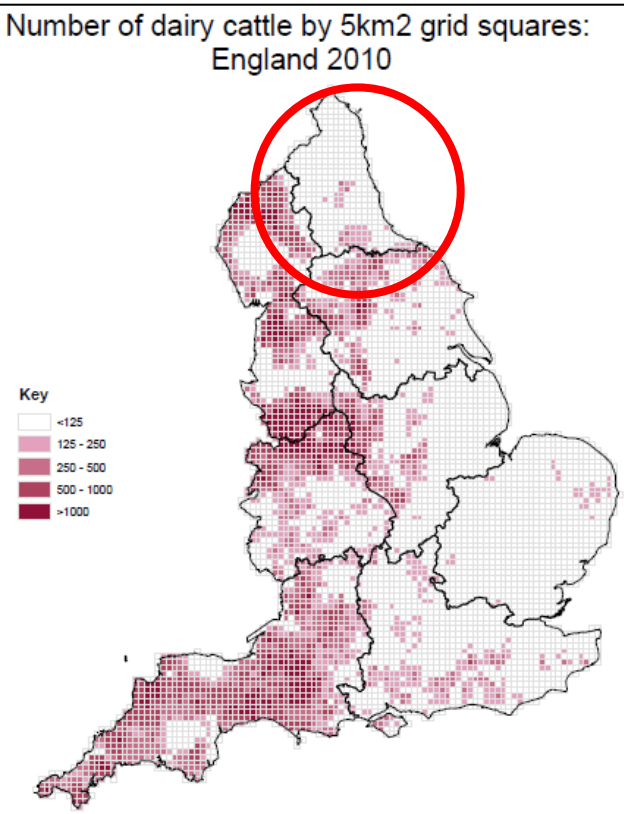 Number of dairy cattle by 5km2 grid squares:
England 2010
Key
<125
125 - 250
250 - 500
500 - 1000
>1000